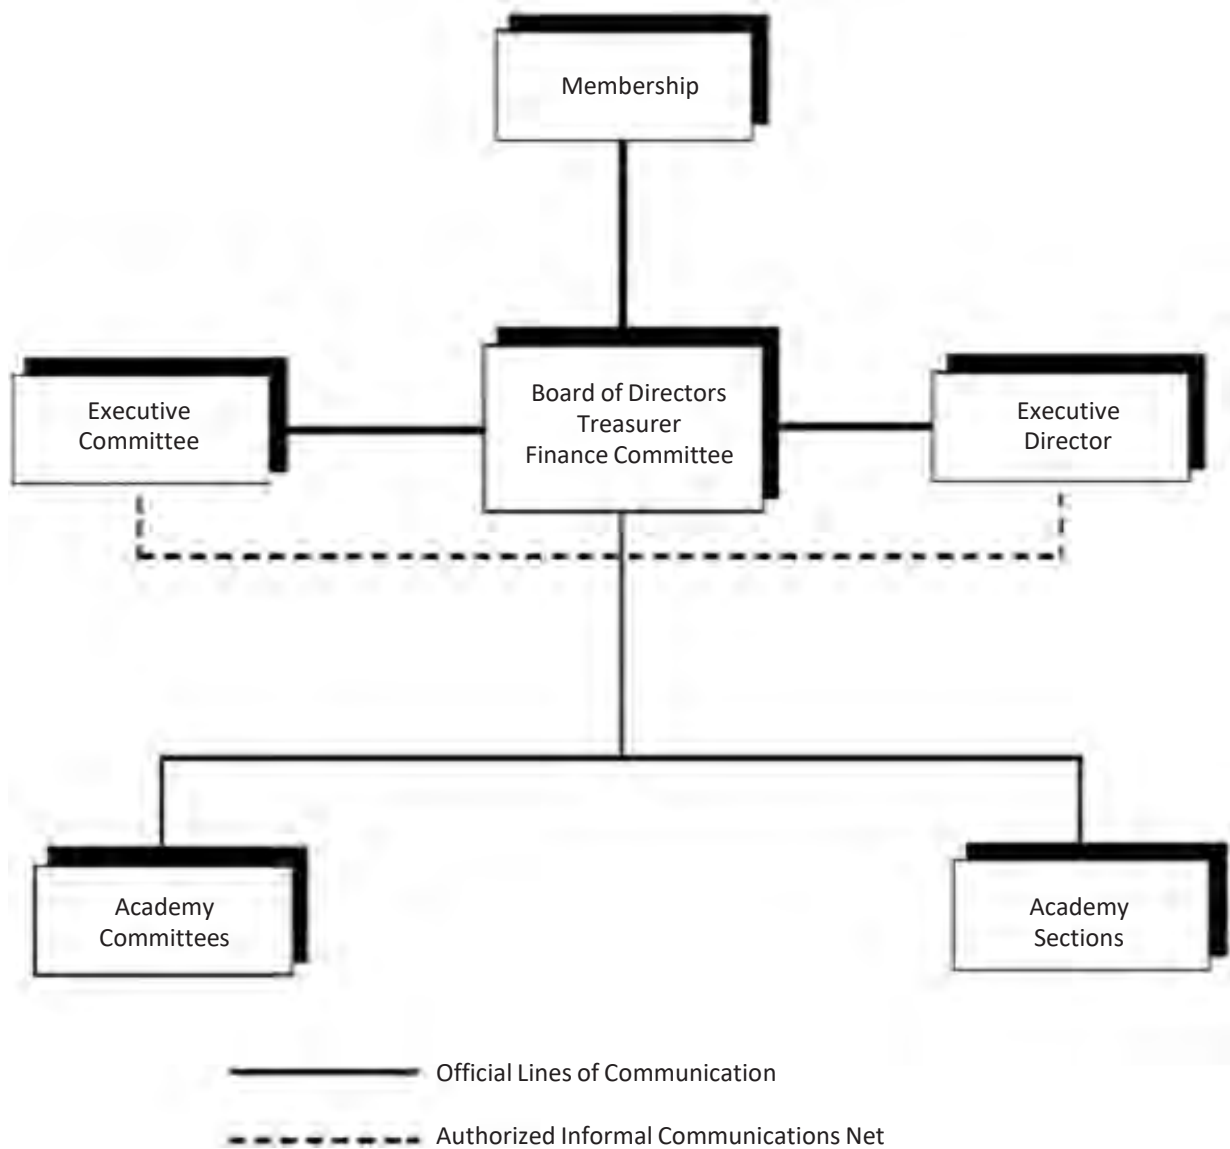 Membership
Executive
Committee
Board of Directors
Treasurer
Finance Committee
Executive
Director
Academy
Committees
Academy
Sections
Official Lines of Communication
Authorized Informal Communications Net